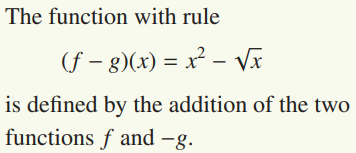 The function with rule
(f − g)(x) = x² − √x
is defined by the addition of the two
functions f and −g.